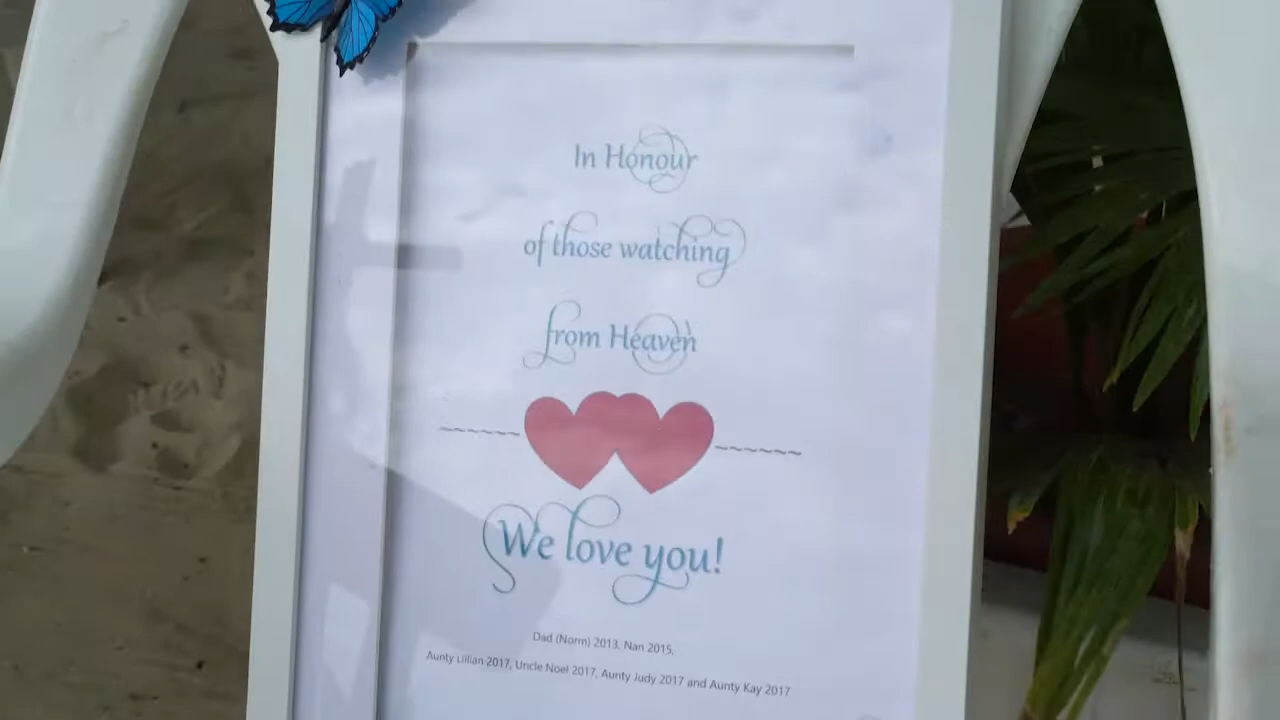 In Honour
of those watching
from Heaven
We love you!
Dad (Norm) 2013, Nan 2015,
Aunty Lillian 2017, Uncle Noel 2017, Aunty Judy 2017 and Aunty Kay 2017